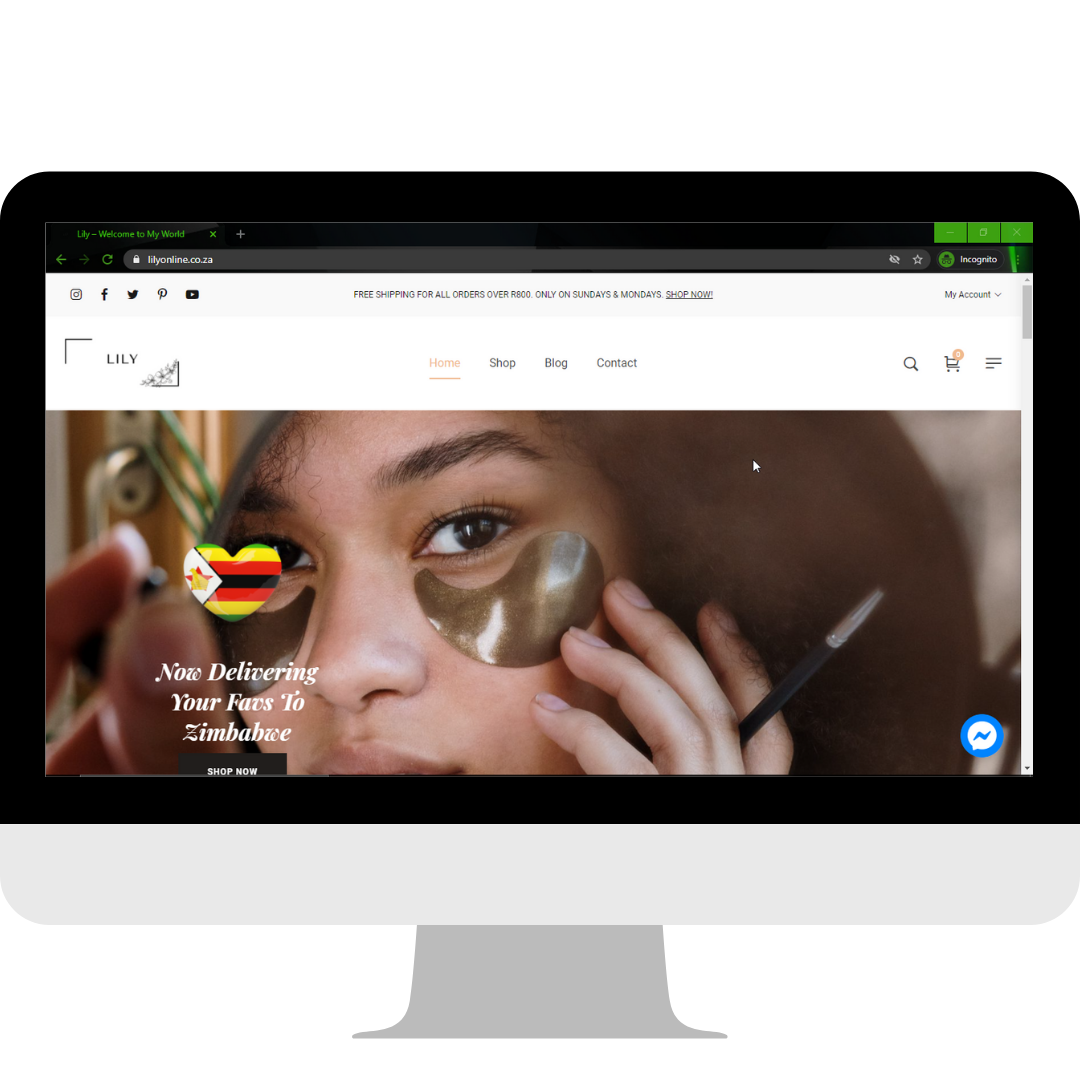 Lily – Welcome to My World
lilyonline.co.za
Incognito
FREE SHIPPING FOR ALL ORDERS OVER R800. ONLY ON SUNDAYS & MONDAYS. SHOP NOW!
My Account
LILY
Home
Shop
Blog
Contact
0
Now Delivering
Your Favs To
Zimbabwe
SHOP NOW